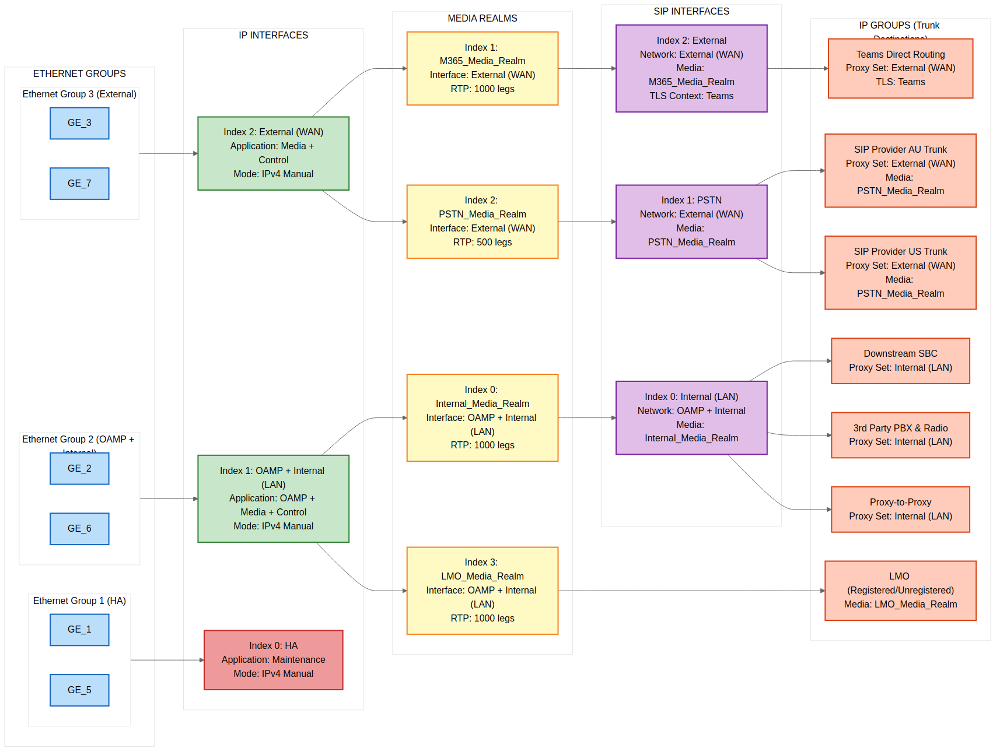 ETHERNET GROUPS
Ethernet Group 3 (External)
GE_3
GE_7
Ethernet Group 2 (OAMP +
Internal)
GE_2
GE_6
Ethernet Group 1 (HA)
GE_1
GE_5
IP INTERFACES
Index 2: External (WAN)
Application: Media +
Control
Mode: IPv4 Manual
Index 1: OAMP + Internal
(LAN)
Application: OAMP +
Media + Control
Mode: IPv4 Manual
Index 0: HA
Application: Maintenance
Mode: IPv4 Manual
MEDIA REALMS
Index 1:
M365_Media_Realm
Interface: External (WAN)
RTP: 1000 legs
Index 2:
PSTN_Media_Realm
Interface: External (WAN)
RTP: 500 legs
Index 0:
Internal_Media_Realm
Interface: OAMP + Internal
(LAN)
RTP: 1000 legs
Index 3:
LMO_Media_Realm
Interface: OAMP + Internal
(LAN)
RTP: 1000 legs
SIP INTERFACES
Index 2: External
Network: External (WAN)
Media:
M365_Media_Realm
TLS Context: Teams
Index 1: PSTN
Network: External (WAN)
Media:
PSTN_Media_Realm
Index 0: Internal (LAN)
Network: OAMP + Internal
Media:
Internal_Media_Realm
IP GROUPS (Trunk
Destinations)
Teams Direct Routing
Proxy Set: External (WAN)
TLS: Teams
SIP Provider AU Trunk
Proxy Set: External (WAN)
Media:
PSTN_Media_Realm
SIP Provider US Trunk
Proxy Set: External (WAN)
Media:
PSTN_Media_Realm
Downstream SBC
Proxy Set: Internal (LAN)
3rd Party PBX & Radio
Proxy Set: Internal (LAN)
Proxy-to-Proxy
Proxy Set: Internal (LAN)
LMO
(Registered/Unregistered)
Media: LMO_Media_Realm